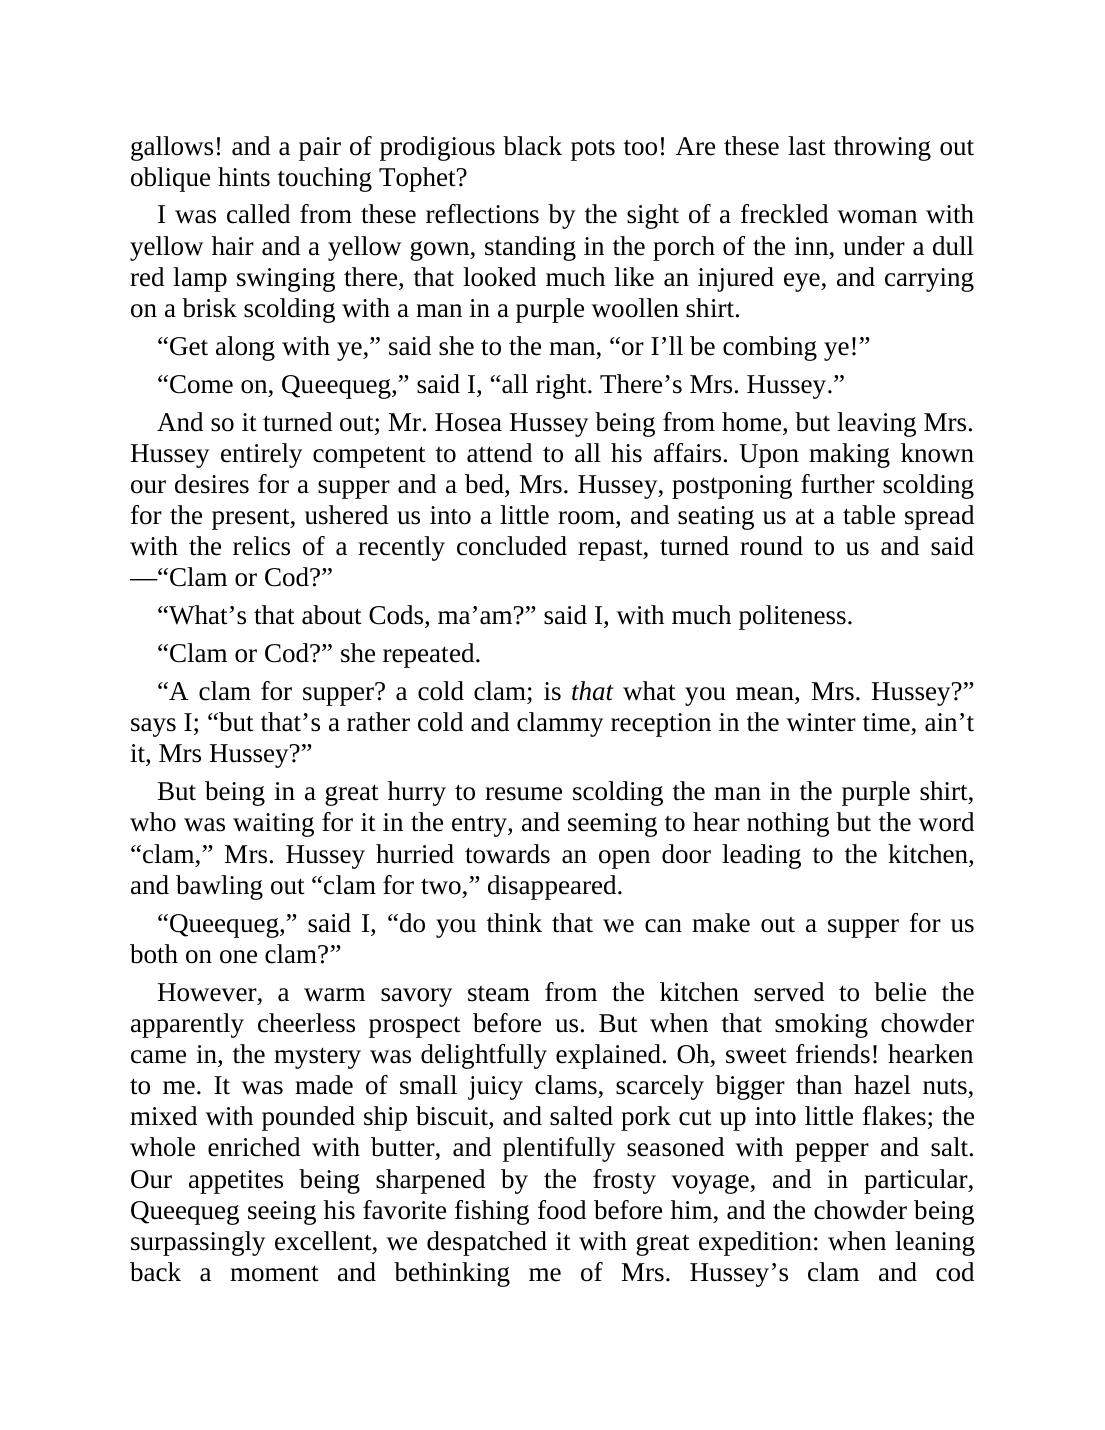 gallows! and a pair of prodigious black pots too! Are these last throwing out
oblique hints touching Tophet?
I was called from these reflections by the sight of a freckled woman with
yellow hair and a yellow gown, standing in the porch of the inn, under a dull
red lamp swinging there, that looked much like an injured eye, and carrying
on a brisk scolding with a man in a purple woollen shirt.
“Get along with ye,” said she to the man, “or I’ll be combing ye!”
“Come on, Queequeg,” said I, “all right. There’s Mrs. Hussey.”
And so it turned out; Mr. Hosea Hussey being from home, but leaving Mrs.
Hussey entirely competent to attend to all his affairs. Upon making known
our desires for a supper and a bed, Mrs. Hussey, postponing further scolding
for the present, ushered us into a little room, and seating us at a table spread
with the relics of a recently concluded repast, turned round to us and said
—“Clam or Cod?”
“What’s that about Cods, ma’am?” said I, with much politeness.
“Clam or Cod?” she repeated.
“A clam for supper? a cold clam; is that what you mean, Mrs. Hussey?”
says I; “but that’s a rather cold and clammy reception in the winter time, ain’t
it, Mrs Hussey?”
But being in a great hurry to resume scolding the man in the purple shirt,
who was waiting for it in the entry, and seeming to hear nothing but the word
“clam,” Mrs. Hussey hurried towards an open door leading to the kitchen,
and bawling out “clam for two,” disappeared.
“Queequeg,” said I, “do you think that we can make out a supper for us
both on one clam?”
However, a warm savory steam from the kitchen served to belie the
apparently cheerless prospect before us. But when that smoking chowder
came in, the mystery was delightfully explained. Oh, sweet friends! hearken
to me. It was made of small juicy clams, scarcely bigger than hazel nuts,
mixed with pounded ship biscuit, and salted pork cut up into little flakes; the
whole enriched with butter, and plentifully seasoned with pepper and salt.
Our appetites being sharpened by the frosty voyage, and in particular,
Queequeg seeing his favorite fishing food before him, and the chowder being
surpassingly excellent, we despatched it with great expedition: when leaning
back a moment and bethinking me of Mrs. Hussey’s clam and cod